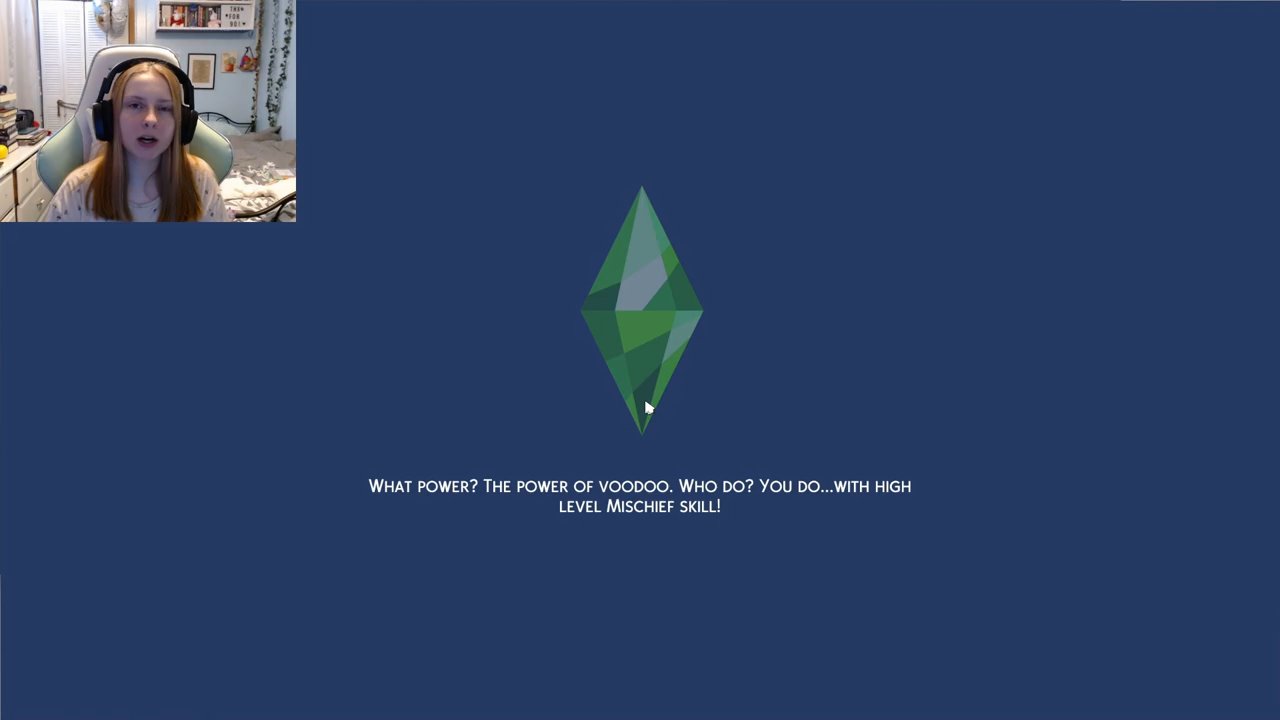 WHAT POWER? THE POWER OF VOODOO. WHO DO? YOU DO...WITH HIGH
LEVEL MISCHIEF SKILL!